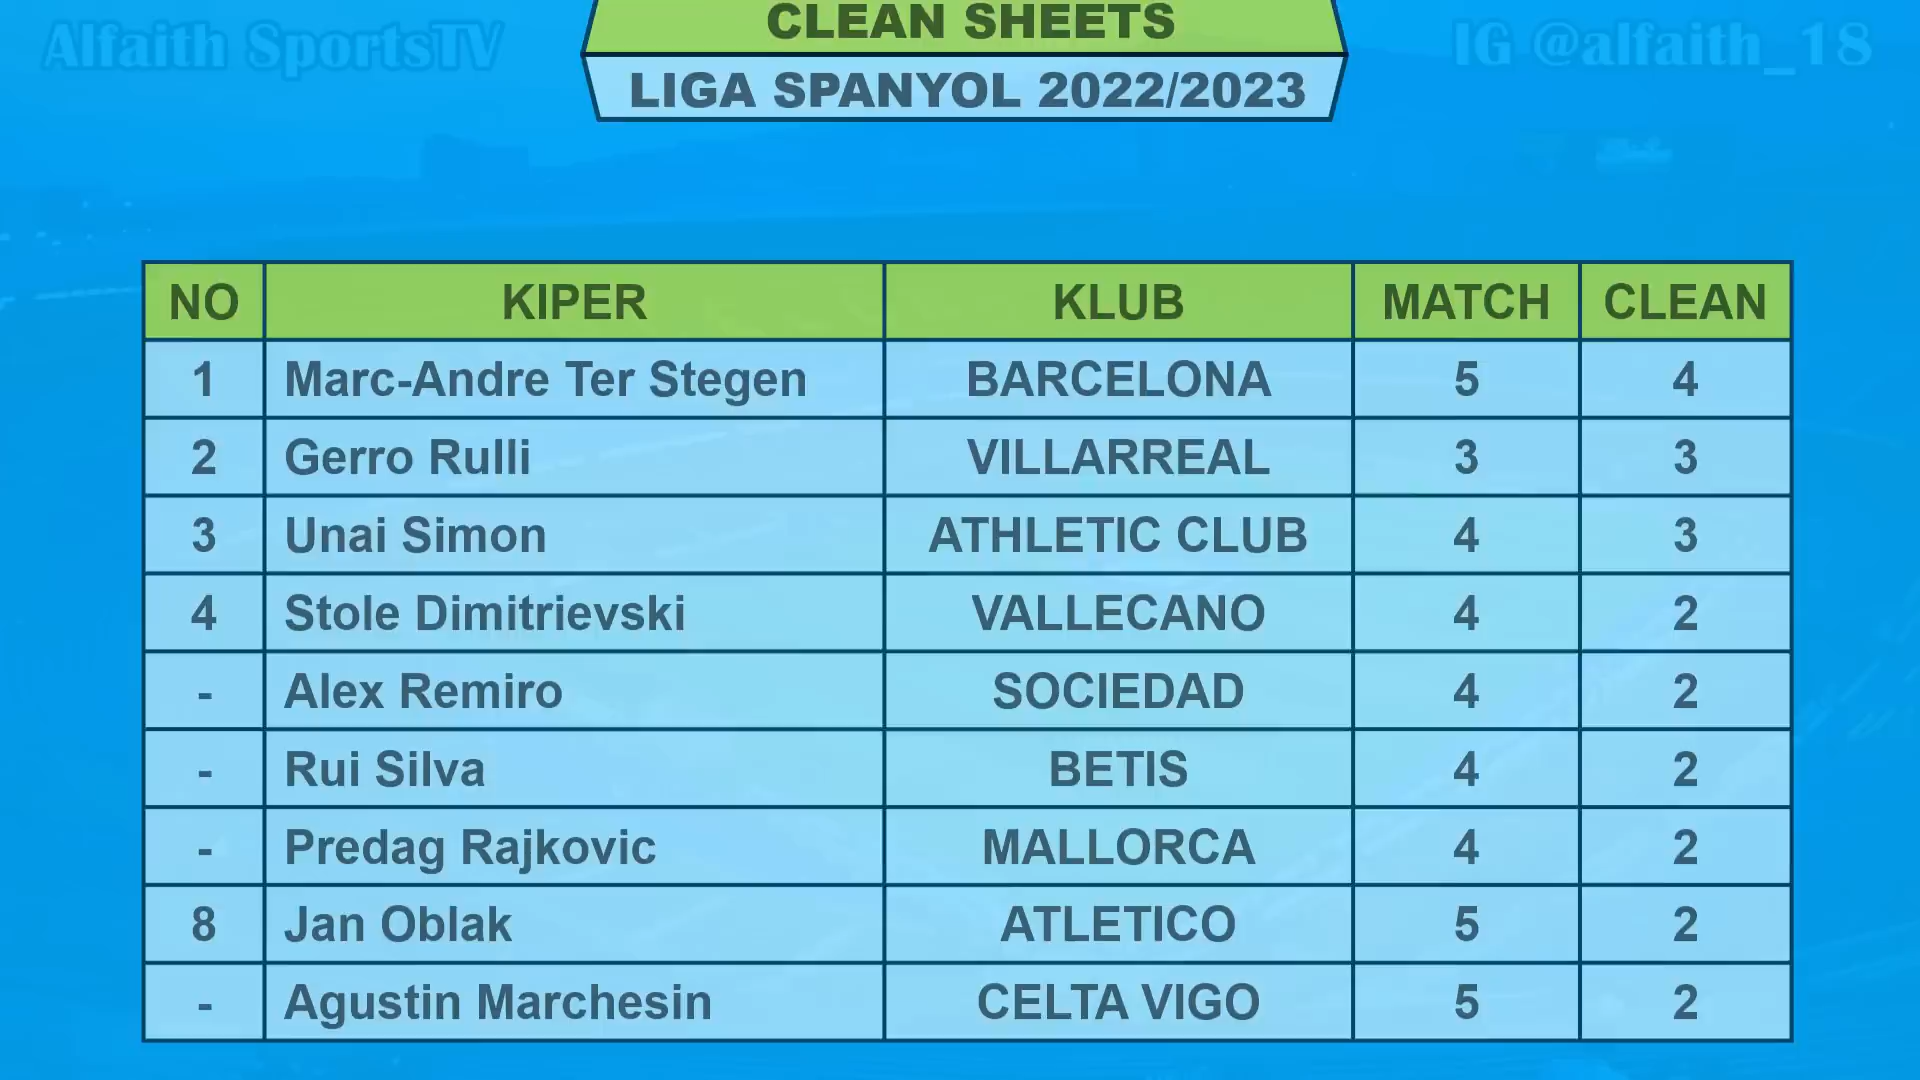 Alfaith SportsTV
CLEAN SHEETS
IG @alfaith_18
LIGA SPANYOL 2022/2023
NO KIPER KLUB MATCH CLEAN
1 Marc-Andre Ter Stegen BARCELONA 5 4
2 Gerro Rulli VILLARREAL 3 3
3 Unai Simon ATHLETIC CLUB 4 3
4 Stole Dimitrievski VALLECANO 4 2
- Alex Remiro SOCIEDAD 4 2
- Rui Silva BETIS 4 2
- Predag Rajkovic MALLORCA 4 2
8 Jan Oblak ATLETICO 5 2
- Agustin Marchesin CELTA VIGO 5 2